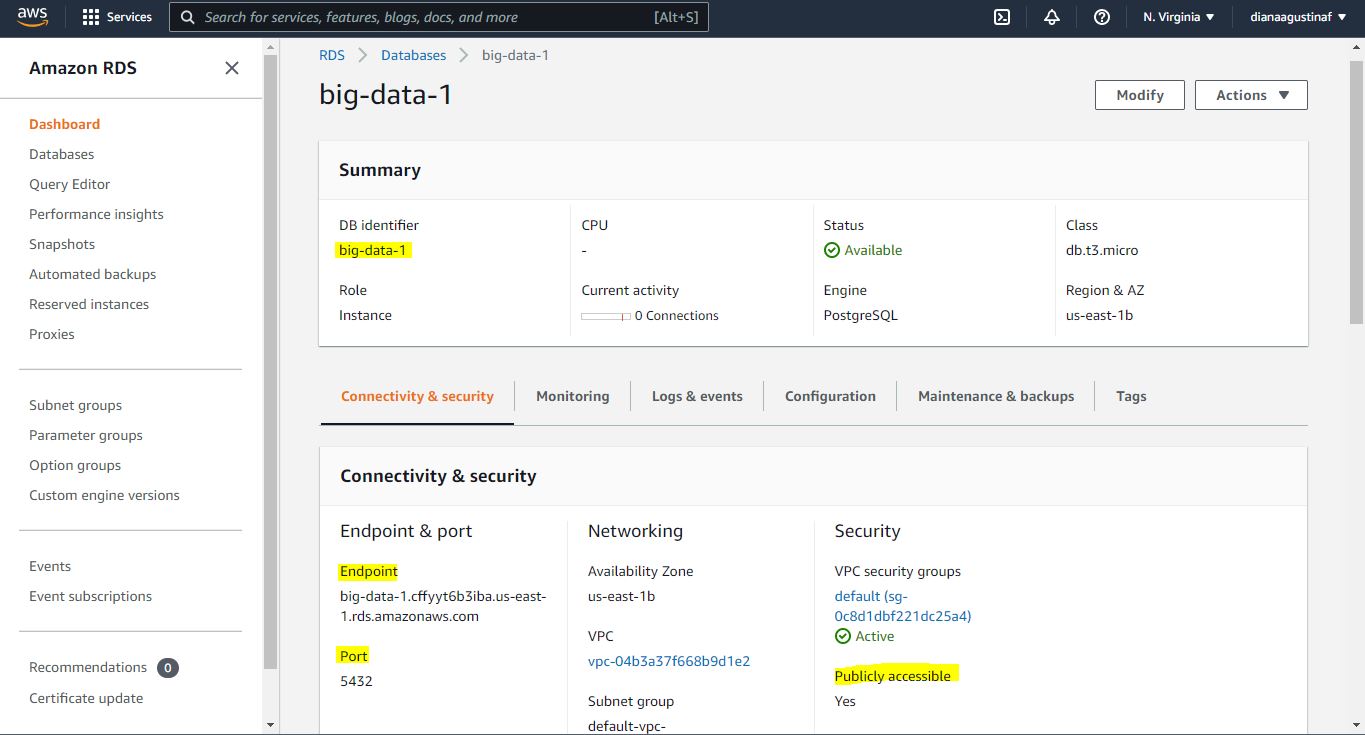 aws
Services
Search for services, features, blogs, docs, and more
[Alt+S]
N. Virginia
dianaagustinaf
Amazon RDS
Dashboard
Databases
Query Editor
Performance insights
Snapshots
Automated backups
Reserved instances
Proxies
Subnet groups
Parameter groups
Option groups
Custom engine versions
Events
Event subscriptions
Recommendations 0
Certificate update
RDS > Databases > big-data-1
big-data-1
Modify
Actions
Summary
DB identifier
big-data-1
CPU
-
Status
Available
Class
db.t3.micro
Role
Instance
Current activity
0 Connections
Engine
PostgreSQL
Region & AZ
us-east-1b
Connectivity & security
Monitoring
Logs & events
Configuration
Maintenance & backups
Tags
Connectivity & security
Endpoint & port
Endpoint
big-data-1.cffyyt6b3iba.us-east-
1.rds.amazonaws.com
Port
5432
Networking
Availability Zone
us-east-1b
VPC
vpc-04b3a37f668b9d1e2
Subnet group
default-vpc-
Security
VPC security groups
default (sg-
0c8d1dbf221dc25a4)
Active
Publicly accessible
Yes